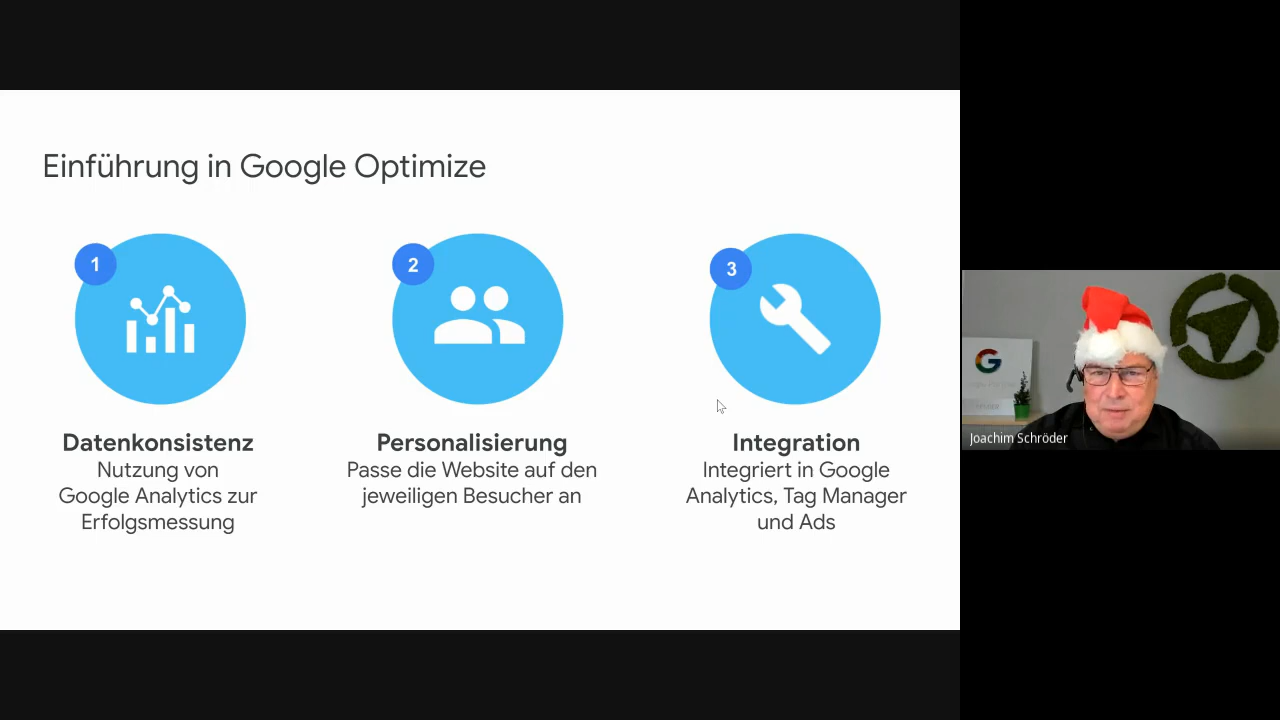 Einführung in Google Optimize
1
2
3
Datenkonsistenz
Nutzung von
Google Analytics zur
Erfolgsmessung
Personalisierung
Passe die Website auf den
jeweiligen Besucher an
Integration
Integriert in Google
Analytics, Tag Manager
und Ads
G
Joachim Schröder